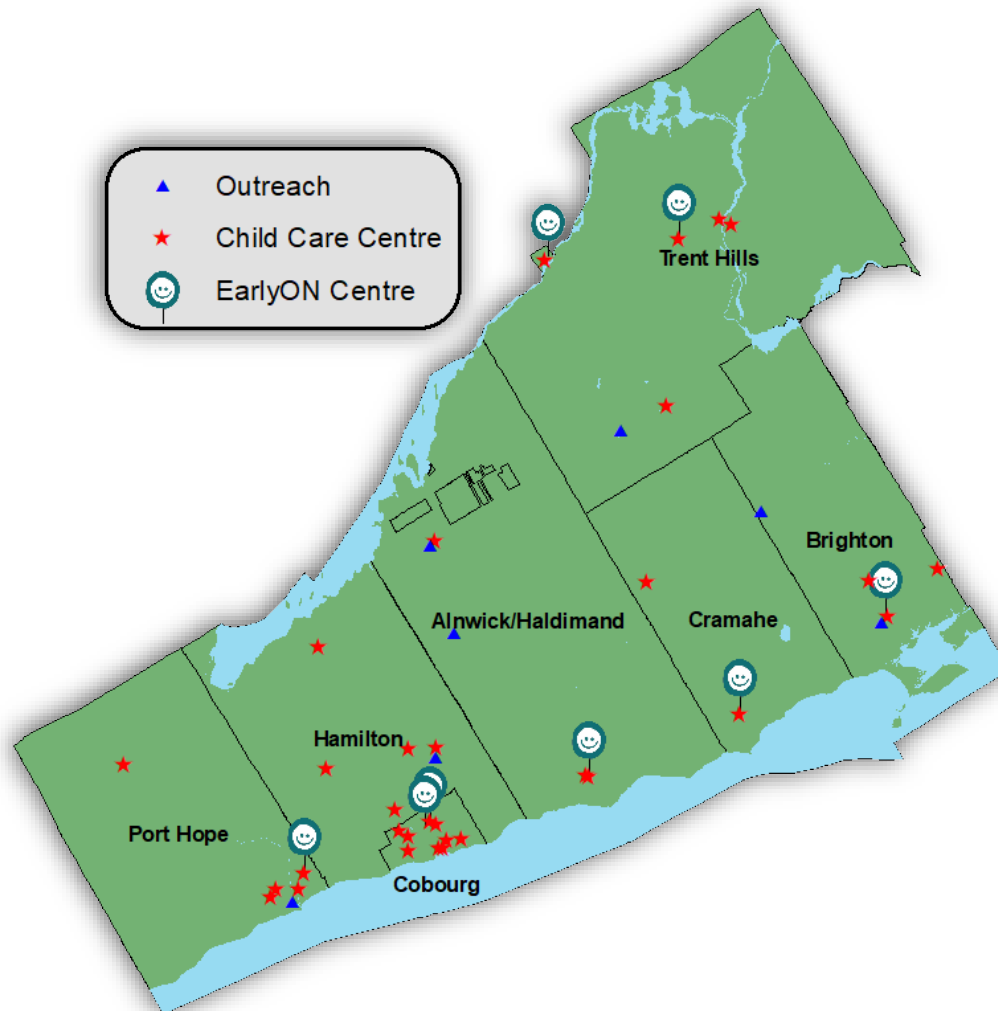 Outreach
Child Care Centre
EarlyON Centre
Trent Hills
Brighton
Alnwick/Haldimand
Cramahe
Hamilton
Port Hope
Cobourg